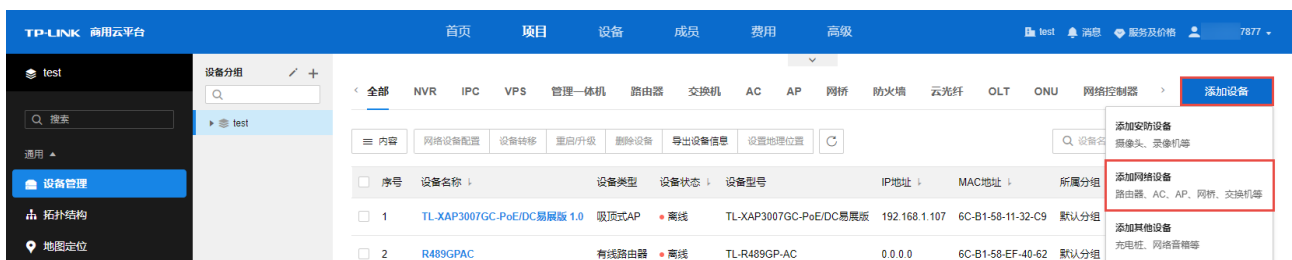 TP-LINK 商用云平台 首页 项目 设备 成员 费用 高级 test 消息 服务及价格 7877
test 设备分组
全部 NVR IPC VPS 管理一体机 路由器 交换机 AC AP 网桥 防火墙 云光纤 OLT ONU 网络控制器 添加设备
搜索 test
添加安防设备
摄像头、录像机等
内容 网络设备配置 设备转移 重启/升级 删除设备 导出设备信息 设置地理位置 设备名
通用
添加网络设备
路由器、AC、AP、网桥、交换机等
设备管理 序号 设备名称 设备类型 设备状态 设备型号 IP地址 MAC地址 所属分组
拓扑结构 1 TL-XAP3007GC-PoE/DC易展版 1.0 吸顶式AP 离线 TL-XAP3007GC-PoE/DC易展版 192.168.1.107 6C-B1-58-11-32-C9 默认分组
添加其他设备
充电桩、网络音箱等
地图定位 2 R489GPAC 有线路由器 离线 TL-R489GP-AC 0.0.0.0 6C-B1-58-EF-40-62 默认分组